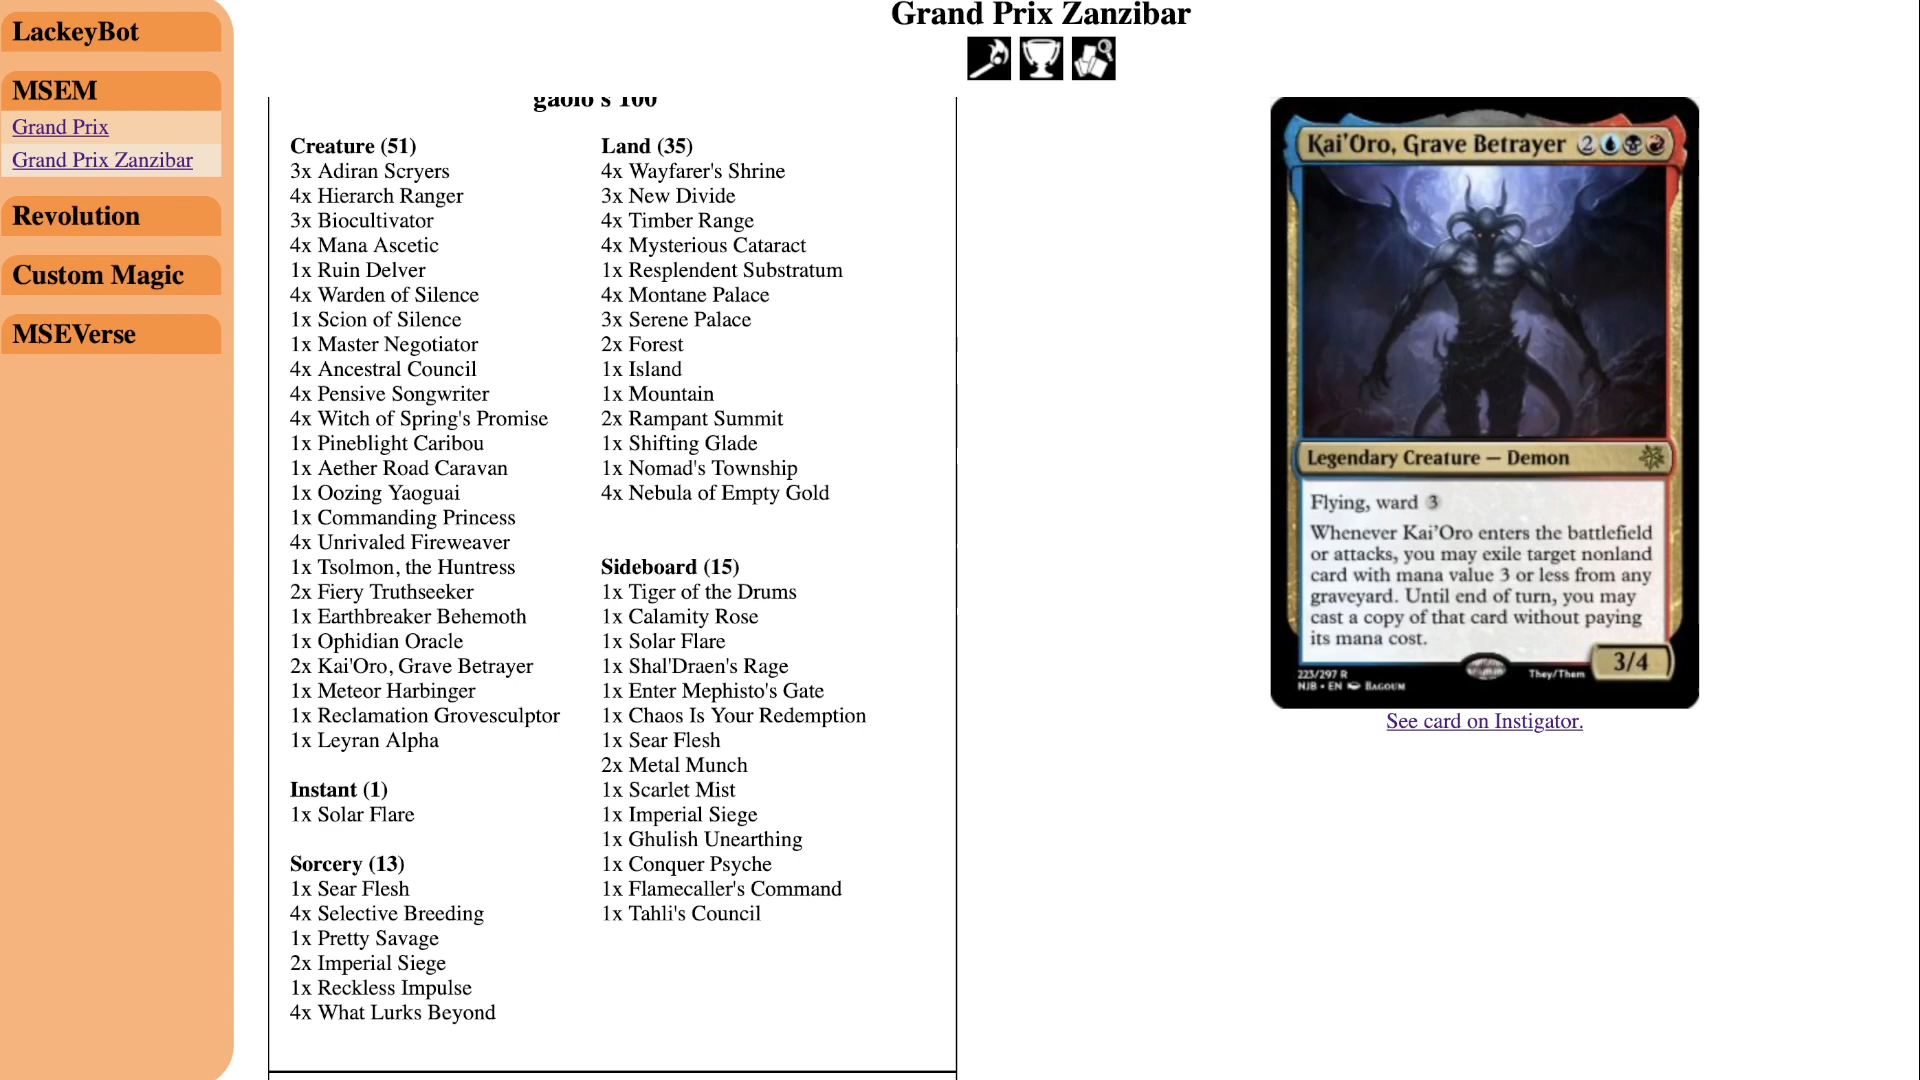 Grand Prix Zanzibar
LackeyBot
MSEM
Grand Prix
Grand Prix Zanzibar
Revolution
Custom Magic
MSEVerse
gaolo's 100
Creature (51)
3x Adiran Scryers
4x Hierarch Ranger
3x Biocultivator
4x Mana Ascetic
1x Ruin Delver
4x Warden of Silence
1x Scion of Silence
1x Master Negotiator
4x Ancestral Council
4x Pensive Songwriter
4x Witch of Spring's Promise
1x Pineblight Caribou
1x Aether Road Caravan
1x Oozing Yaoguai
1x Commanding Princess
4x Unrivaled Fireweaver
1x Tsolmon, the Huntress
2x Fiery Truthseeker
1x Earthbreaker Behemoth
1x Ophidian Oracle
2x Kai'Oro, Grave Betrayer
1x Meteor Harbinger
1x Reclamation Grovesculptor
1x Leyran Alpha
Instant (1)
1x Solar Flare
Sorcery (13)
1x Sear Flesh
4x Selective Breeding
1x Pretty Savage
2x Imperial Siege
1x Reckless Impulse
4x What Lurks Beyond
Land (35)
4x Wayfarer's Shrine
3x New Divide
4x Timber Range
4x Mysterious Cataract
1x Resplendent Substratum
4x Montane Palace
3x Serene Palace
2x Forest
1x Island
1x Mountain
2x Rampant Summit
1x Shifting Glade
1x Nomad's Township
4x Nebula of Empty Gold
Sideboard (15)
1x Tiger of the Drums
1x Calamity Rose
1x Solar Flare
1x Shal'Draen's Rage
1x Enter Mephisto's Gate
1x Chaos Is Your Redemption
1x Sear Flesh
2x Metal Munch
1x Scarlet Mist
1x Imperial Siege
1x Ghulish Unearthing
1x Conquer Psyche
1x Flamecaller's Command
1x Tahli's Council
Kai'Oro, Grave Betrayer 2
Legendary Creature — Demon
Flying, ward 3
Whenever Kai'Oro enters the battlefield
or attacks, you may exile target nonland
card with mana value 3 or less from any
graveyard. Until end of turn, you may
cast a copy of that card without paying
its mana cost.
3/4
223/297 R
They/Them
NJB • EN BAGOUM
See card on Instigator.